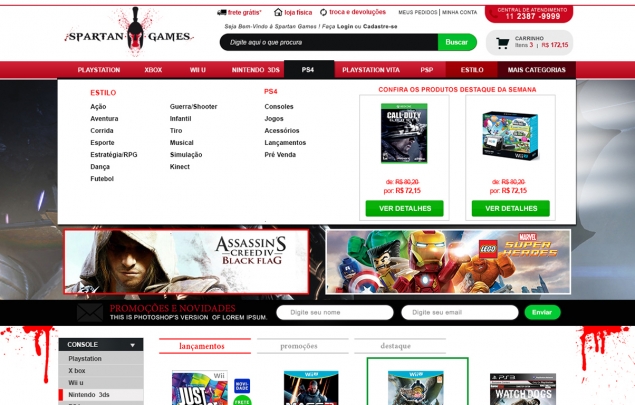 frete grátis*
loja física
troca e devoluções
MEUS PEDIDOS | MINHA CONTA
CENTRAL DE ATENDIMENTO
11 2387 -9999
SPARTAN GAMES
Seja Bem-Vindo à Spartan Games ! Faça Login ou Cadastre-se
Digite aqui o que procura
Buscar
CARRINHO
Itens 3 | R$ 172,15
PLAYSTATION
XBOX
WII U
NINTENDO 3DS
PS4
PLAYSTATION VITA
PSP
ESTILO
MAIS CATEGORIAS
ESTILO
Ação
Aventura
Corrida
Esporte
Estratégia/RPG
Dança
Futebol
Guerra/Shooter
Infantil
Tiro
Musical
Simulação
Kinect
PS4
Consoles
Jogos
Acessórios
Lançamentos
Pré Venda
CONFIRA OS PRODUTOS DESTAQUE DA SEMANA
CALL OF DUTY
Wii U
de: R$ 80,20
por: R$ 72,15
VER DETALHES
de: R$ 80,20
por: R$ 72,15
VER DETALHES
ASSASSIN'S
CREED IV
BLACK FLAG
MARVEL
LEGO SUPER
HEROES
PROMOÇÕES E NOVIDADES
THIS IS PHOTOSHOP'S VERSION OF LOREM IPSUM.
Digite seu nome
Digite seu email
Enviar
CONSOLE
Playstation
X box
Wii u
Nintendo 3ds
lançamentos
promoções
destaque
Wii
JUST
NOVI-
DADE
FRETE
Wii U
Wii U
PS3
WATCH DOGS